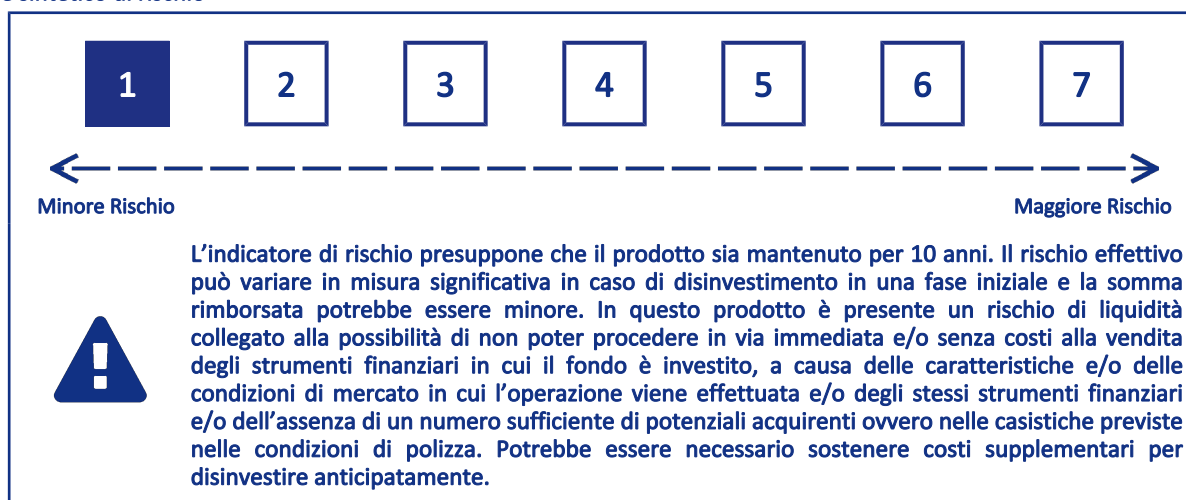 1 2 3 4 5 6 7
Minore Rischio Maggiore Rischio
L'indicatore di rischio presuppone che il prodotto sia mantenuto per 10 anni. Il rischio effettivo
può variare in misura significativa in caso di disinvestimento in una fase iniziale e la somma
rimborsata potrebbe essere minore. In questo prodotto è presente un rischio di liquidità
collegato alla possibilità di non poter procedere in via immediata e/o senza costi alla vendita
degli strumenti finanziari in cui il fondo è investito, a causa delle caratteristiche e/o delle
condizioni di mercato in cui l'operazione viene effettuata e/o degli stessi strumenti finanziari
e/o dell'assenza di un numero sufficiente di potenziali acquirenti ovvero nelle casistiche previste
nelle condizioni di polizza. Potrebbe essere necessario sostenere costi supplementari per
disinvestire anticipatamente.